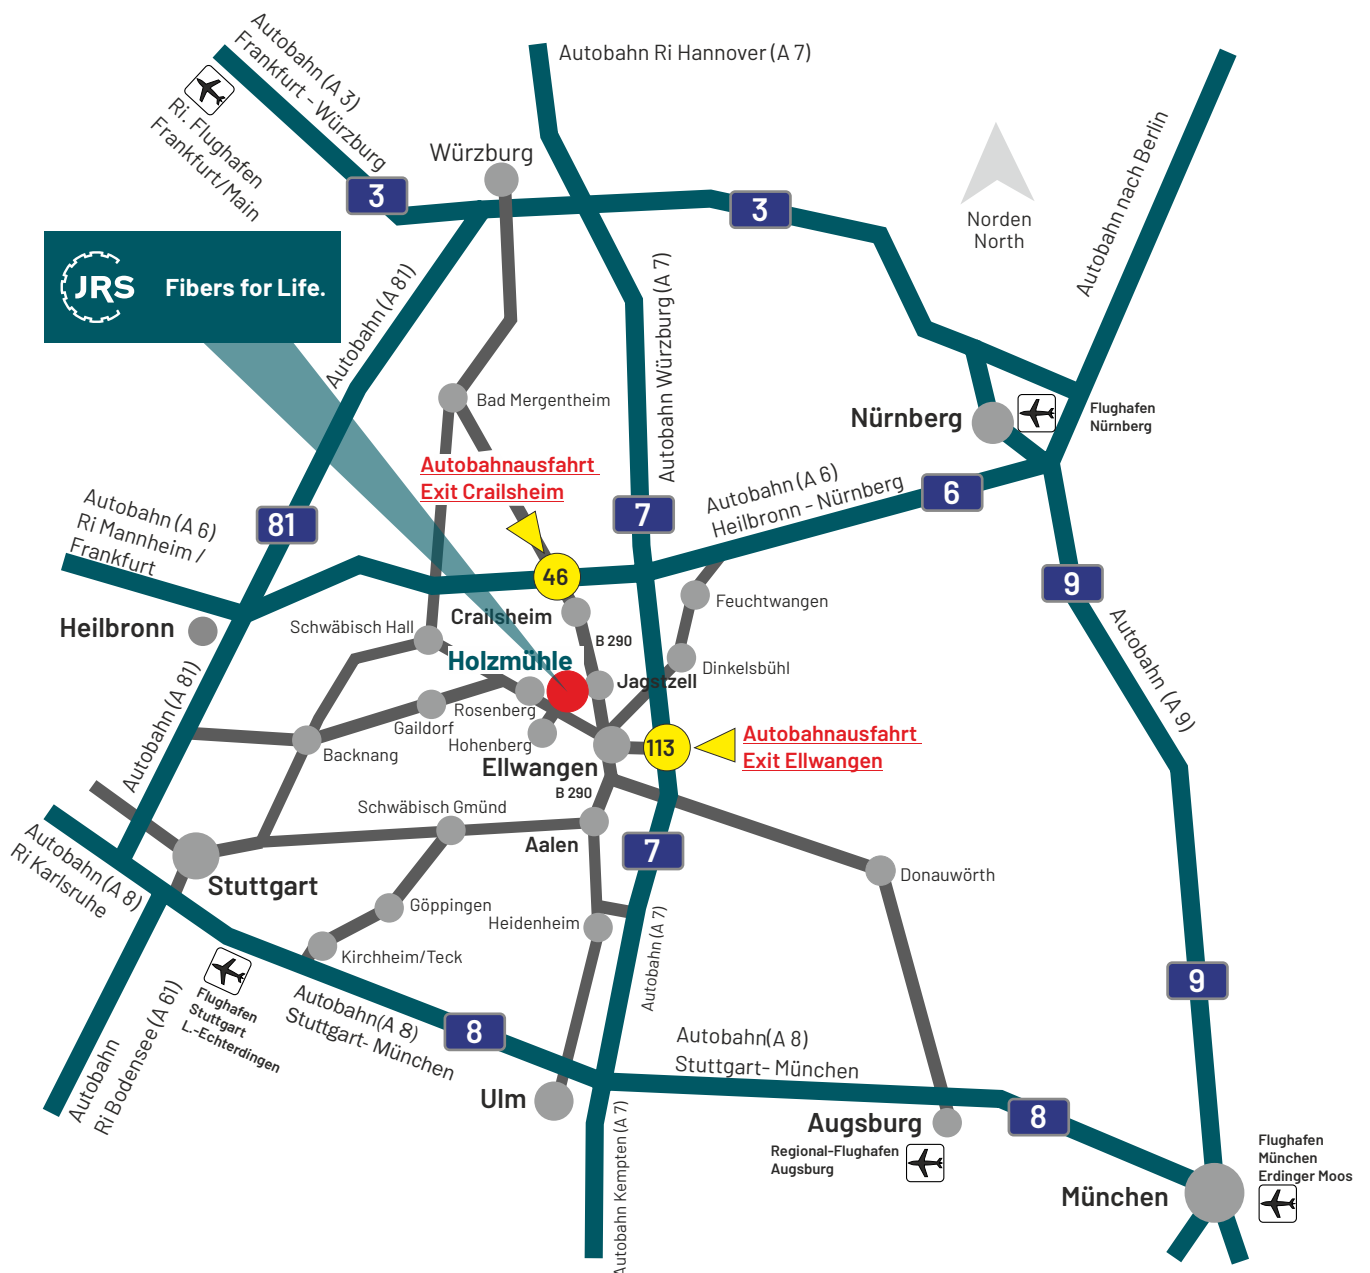 Autobahn (A 3)
Frankfurt - Würzburg
Ri. Flughafen
Frankfurt/Main
Autobahn Ri Hannover (A 7)
Würzburg
3
3
Norden
North
Autobahn nach Berlin
JRS
Fibers for Life.
Autobahn (A 81)
Autobahn Würzburg (A 7)
Bad Mergentheim
Nürnberg
Flughafen
Nürnberg
Autobahnausfahrt
Exit Crailsheim
Autobahn (A 6)
Heilbronn - Nürnberg
6
7
81
Autobahn (A 6)
Ri Mannheim /
Frankfurt
46
9
Heilbronn
Schwäbisch Hall
Crailsheim
Feuchtwangen
B 290
Holzmühle
Dinkelsbühl
Jagstzell
Autobahn (A 9)
Autobahn (A 81)
Rosenberg
Gaildorf
Hohenberg
Backnang
Ellwangen
113
Autobahnausfahrt
Exit Ellwangen
B 290
Schwäbisch Gmünd
Aalen
7
Autobahn (A 8)
Ri Karlsruhe
Stuttgart
Donauwörth
Göppingen
Heidenheim
Kirchheim/Teck
Autobahn (A 7)
9
Flughafen
Stuttgart
L.-Echterdingen
Autobahn(A 8)
Stuttgart- München
8
Autobahn
Ri Bodensee (A 61)
Autobahn(A 8)
Stuttgart- München
Ulm
Augsburg
Regional-Flughafen
Augsburg
8
Autobahn Kempten (A 7)
München
Flughafen
München
Erdinger Moos